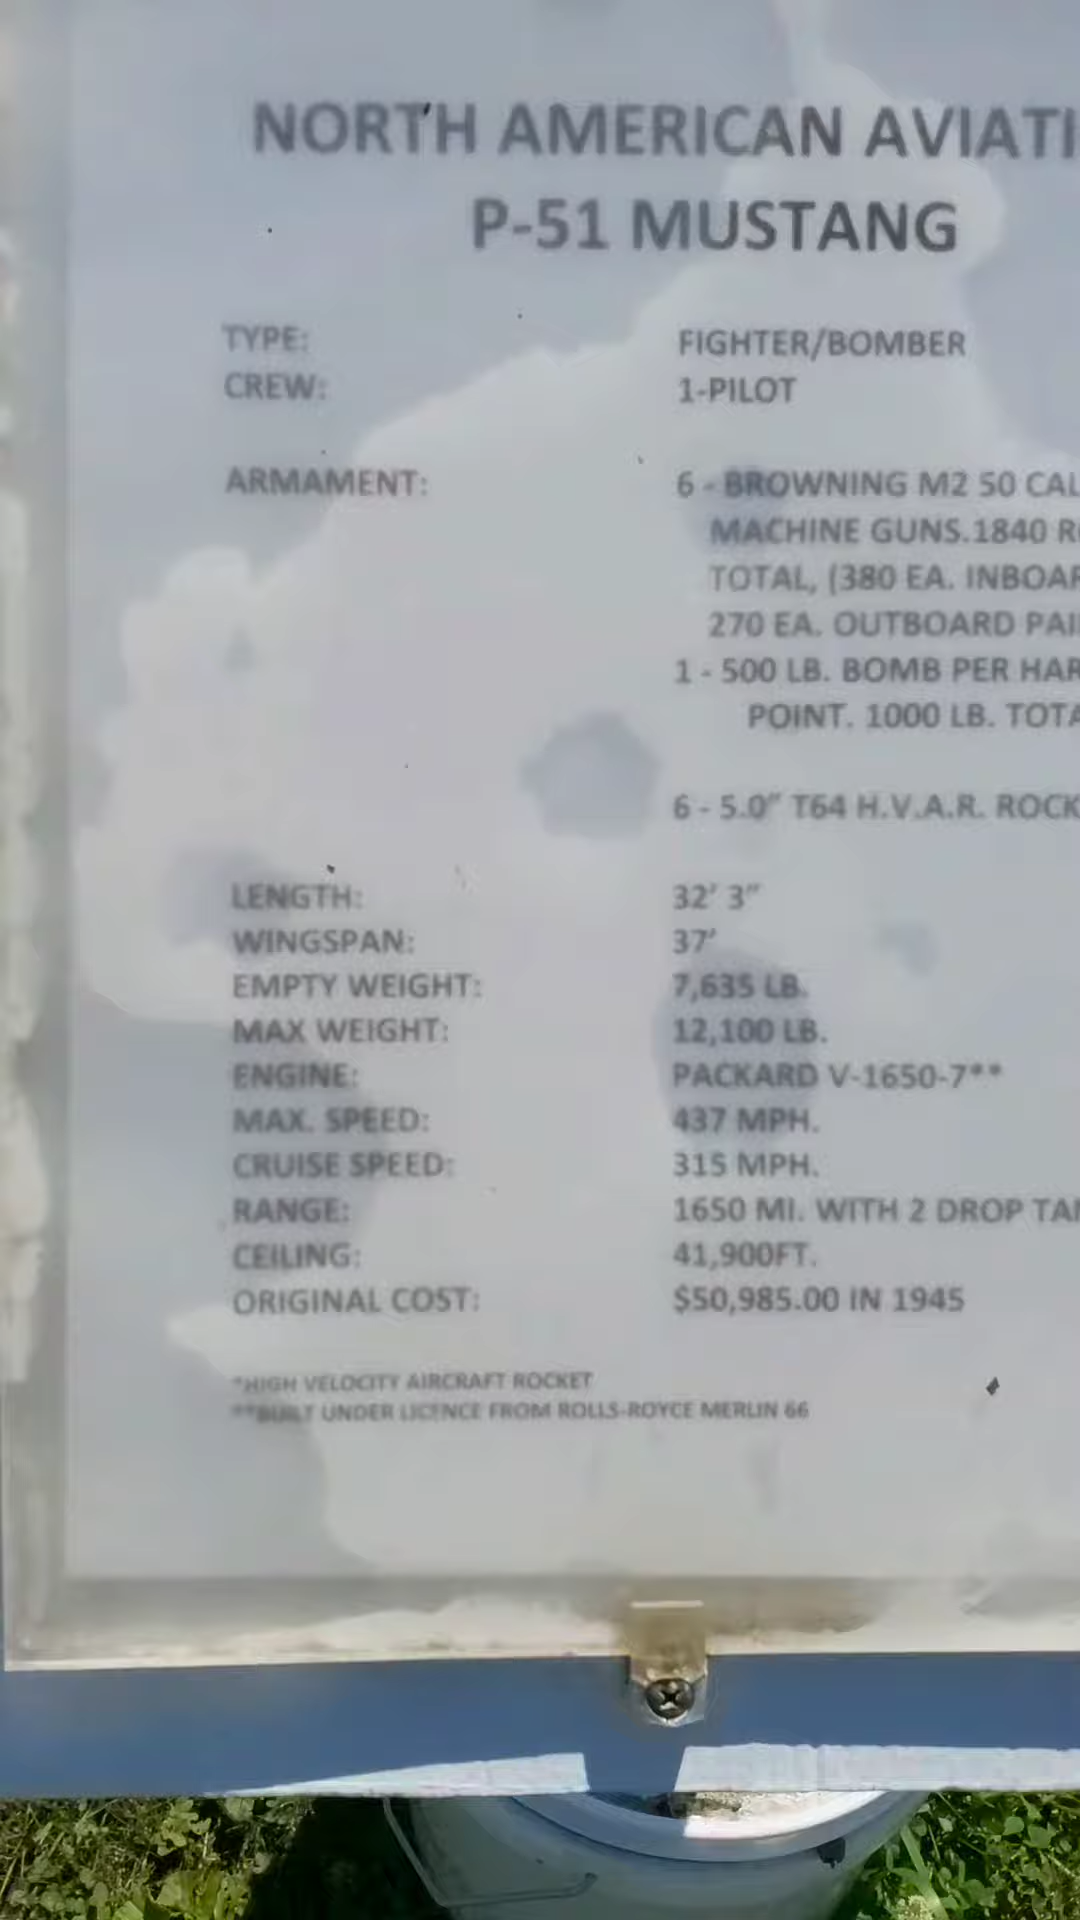 NORTH AMERICAN AVIATI
P-51 MUSTANG
TYPE: FIGHTER/BOMBER
CREW: 1-PILOT
ARMAMENT: 6 - BROWNING M2 50 CAL
MACHINE GUNS.1840 R
TOTAL, (380 EA. INBOAR
270 EA. OUTBOARD PAI
1 - 500 LB. BOMB PER HAR
POINT. 1000 LB. TOTA
6 - 5.0" T64 H.V.A.R. ROCK
LENGTH: 32' 3"
WINGSPAN: 37'
EMPTY WEIGHT: 7,635 LB.
MAX WEIGHT: 12,100 LB.
ENGINE: PACKARD V-1650-7**
MAX. SPEED: 437 MPH.
CRUISE SPEED: 315 MPH.
RANGE: 1650 MI. WITH 2 DROP TAN
CEILING: 41,900FT.
ORIGINAL COST: $50,985.00 IN 1945
*HIGH VELOCITY AIRCRAFT ROCKET
**BUILT UNDER LICENCE FROM ROLLS-ROYCE MERLIN 66